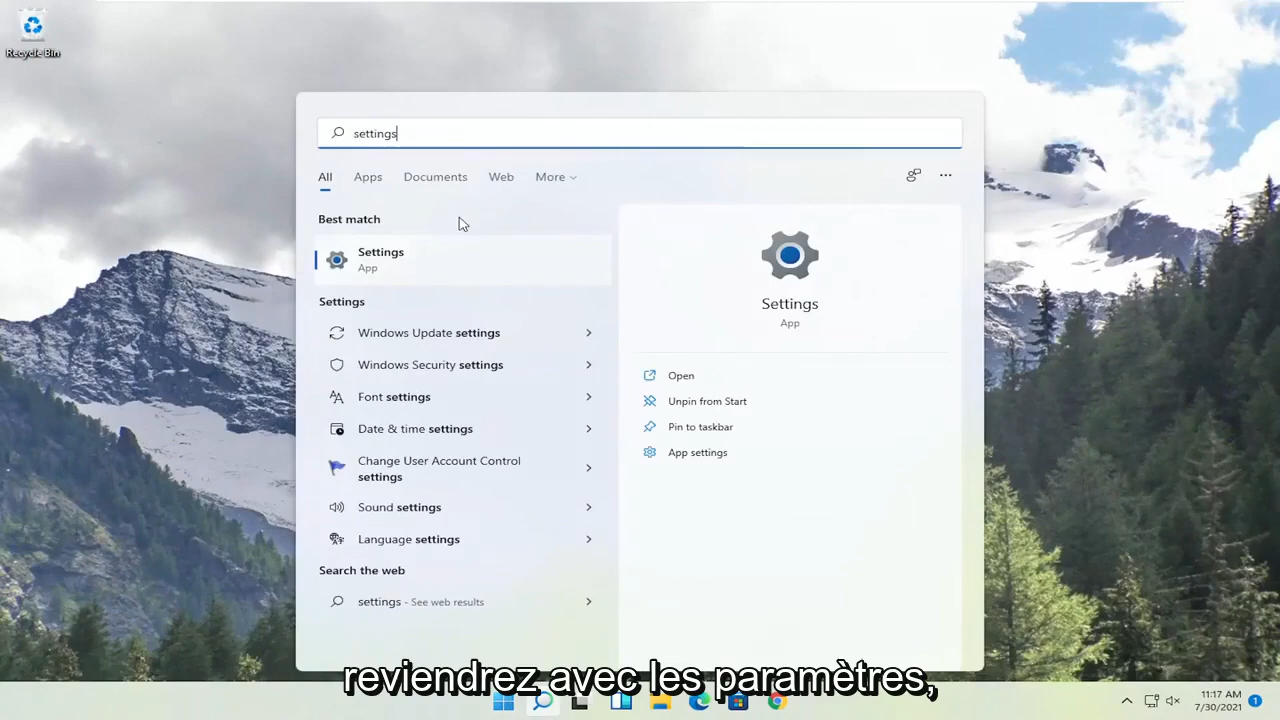 Recycle Bin
settings
All Apps Documents Web More
Best match
Settings
App
Settings
Windows Update settings
Windows Security settings
Font settings
Date & time settings
Change User Account Control
settings
Sound settings
Language settings
Search the web
settings - See web results
Settings
App
Open
Unpin from Start
Pin to taskbar
App settings
reviendrez avec les paramètres,
11:17 AM
7/30/2021
1